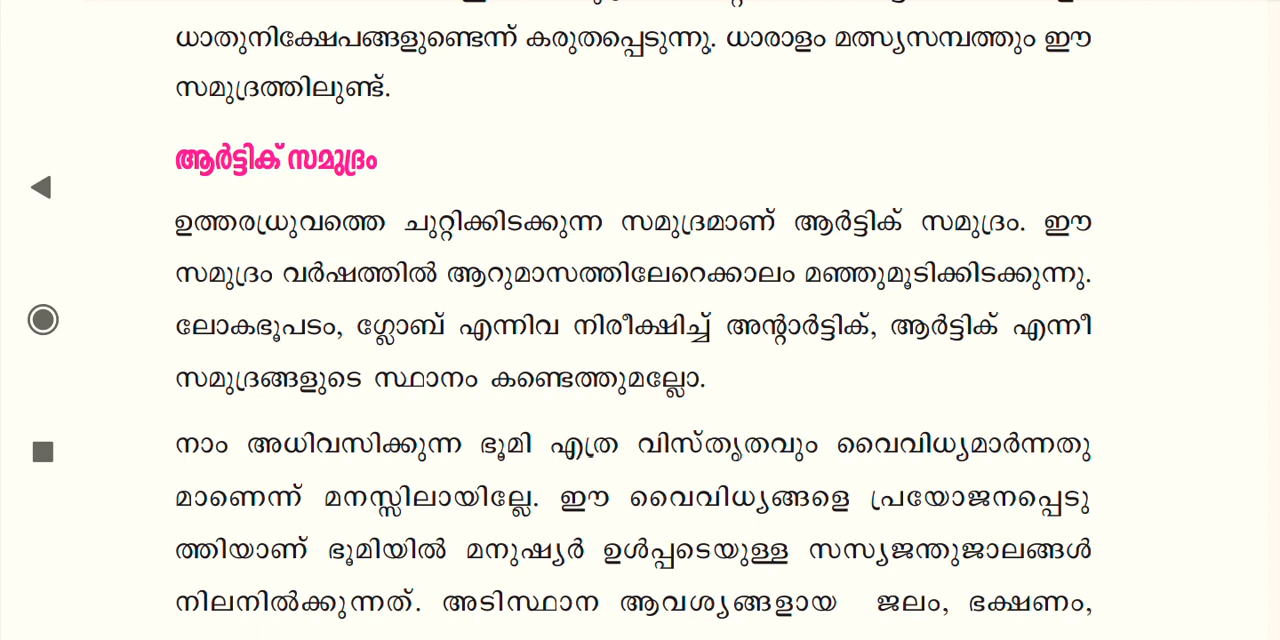 ധാതുനിക്ഷേപങ്ങളുണ്ടെന്ന് കരുതപ്പെടുന്നു. ധാരാളം മത്സ്യസമ്പത്തും ഈ
സമുദ്രത്തിലുണ്ട്.
ആർട്ടിക് സമുദ്രം
ഉത്തരധ്രുവത്തെ ചുറ്റിക്കിടക്കുന്ന സമുദ്രമാണ് ആർട്ടിക് സമുദ്രം. ഈ
സമുദ്രം വർഷത്തിൽ ആറുമാസത്തിലേറെക്കാലം മഞ്ഞുമൂടിക്കിടക്കുന്നു.
ലോകഭൂപടം, ഗ്ലോബ് എന്നിവ നിരീക്ഷിച്ച് അന്റാർട്ടിക്, ആർട്ടിക് എന്നീ
സമുദ്രങ്ങളുടെ സ്ഥാനം കണ്ടെത്തുമല്ലോ.
നാം അധിവസിക്കുന്ന ഭൂമി എത്ര വിസ്തൃതവും വൈവിധ്യമാർന്നതു
മാണെന്ന് മനസ്സിലായില്ലേ. ഈ വൈവിധ്യങ്ങളെ പ്രയോജനപ്പെടു
ത്തിയാണ് ഭൂമിയിൽ മനുഷ്യർ ഉൾപ്പടെയുള്ള സസ്യജന്തുജാലങ്ങൾ
നിലനിൽക്കുന്നത്. അടിസ്ഥാന ആവശ്യങ്ങളായ ജലം, ഭക്ഷണം,